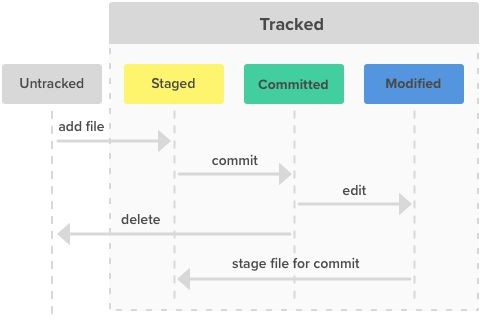 Tracked
Untracked
Staged
Committed
Modified
add file
commit
edit
delete
stage file for commit